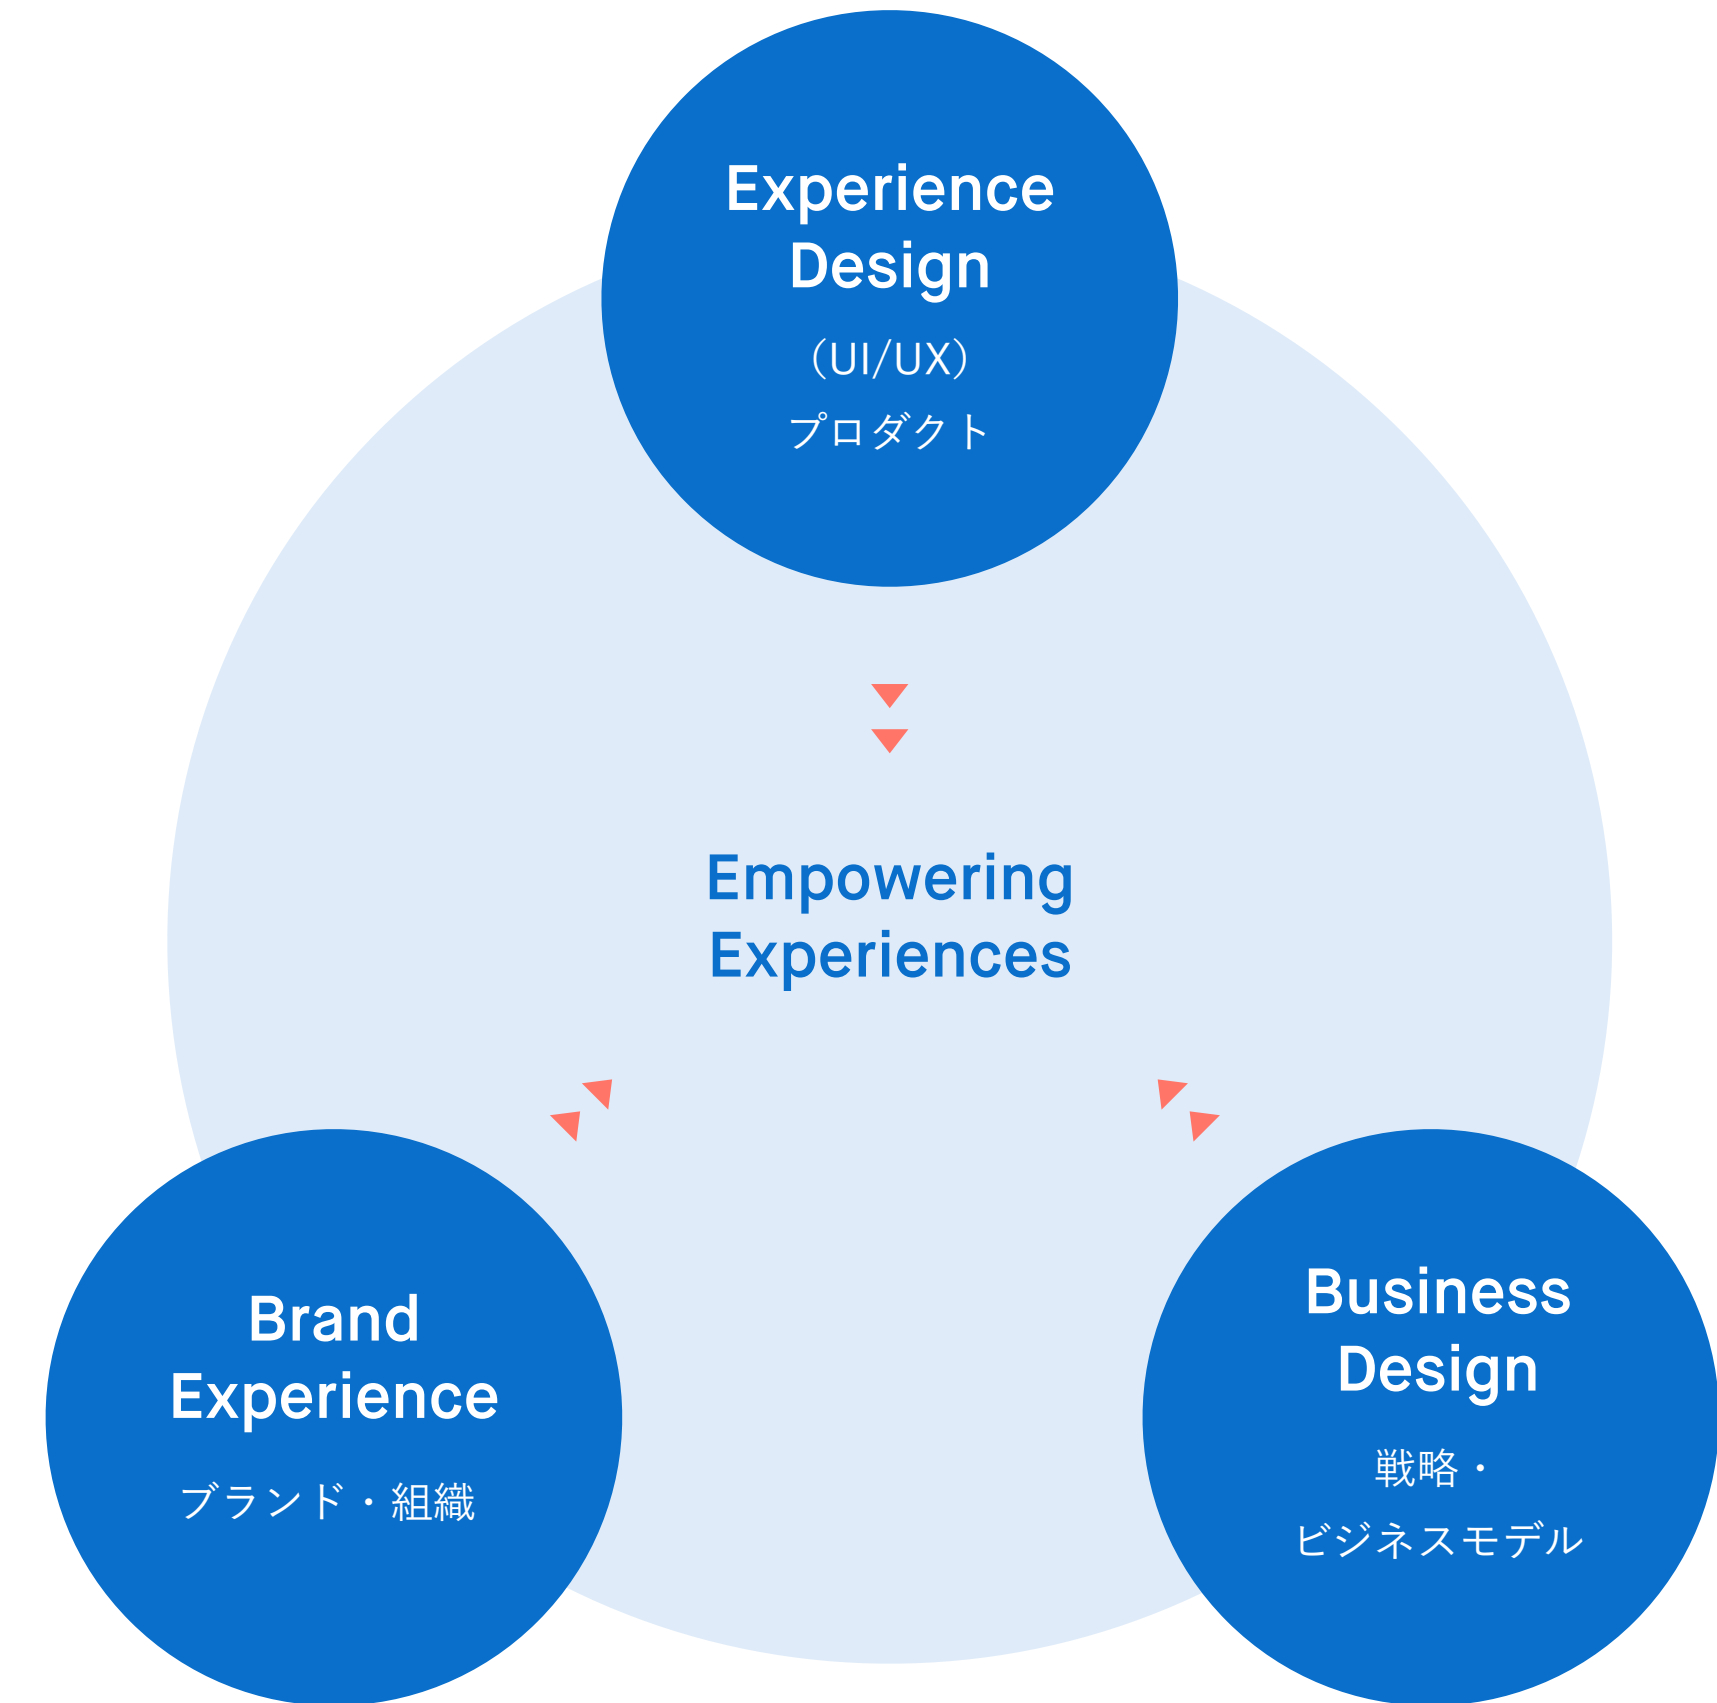 Experience
Design
（UI/UX）
プロダクト
Empowering
Experiences
Brand
Experience
ブランド・組織
Business
Design
戦略・
ビジネスモデル